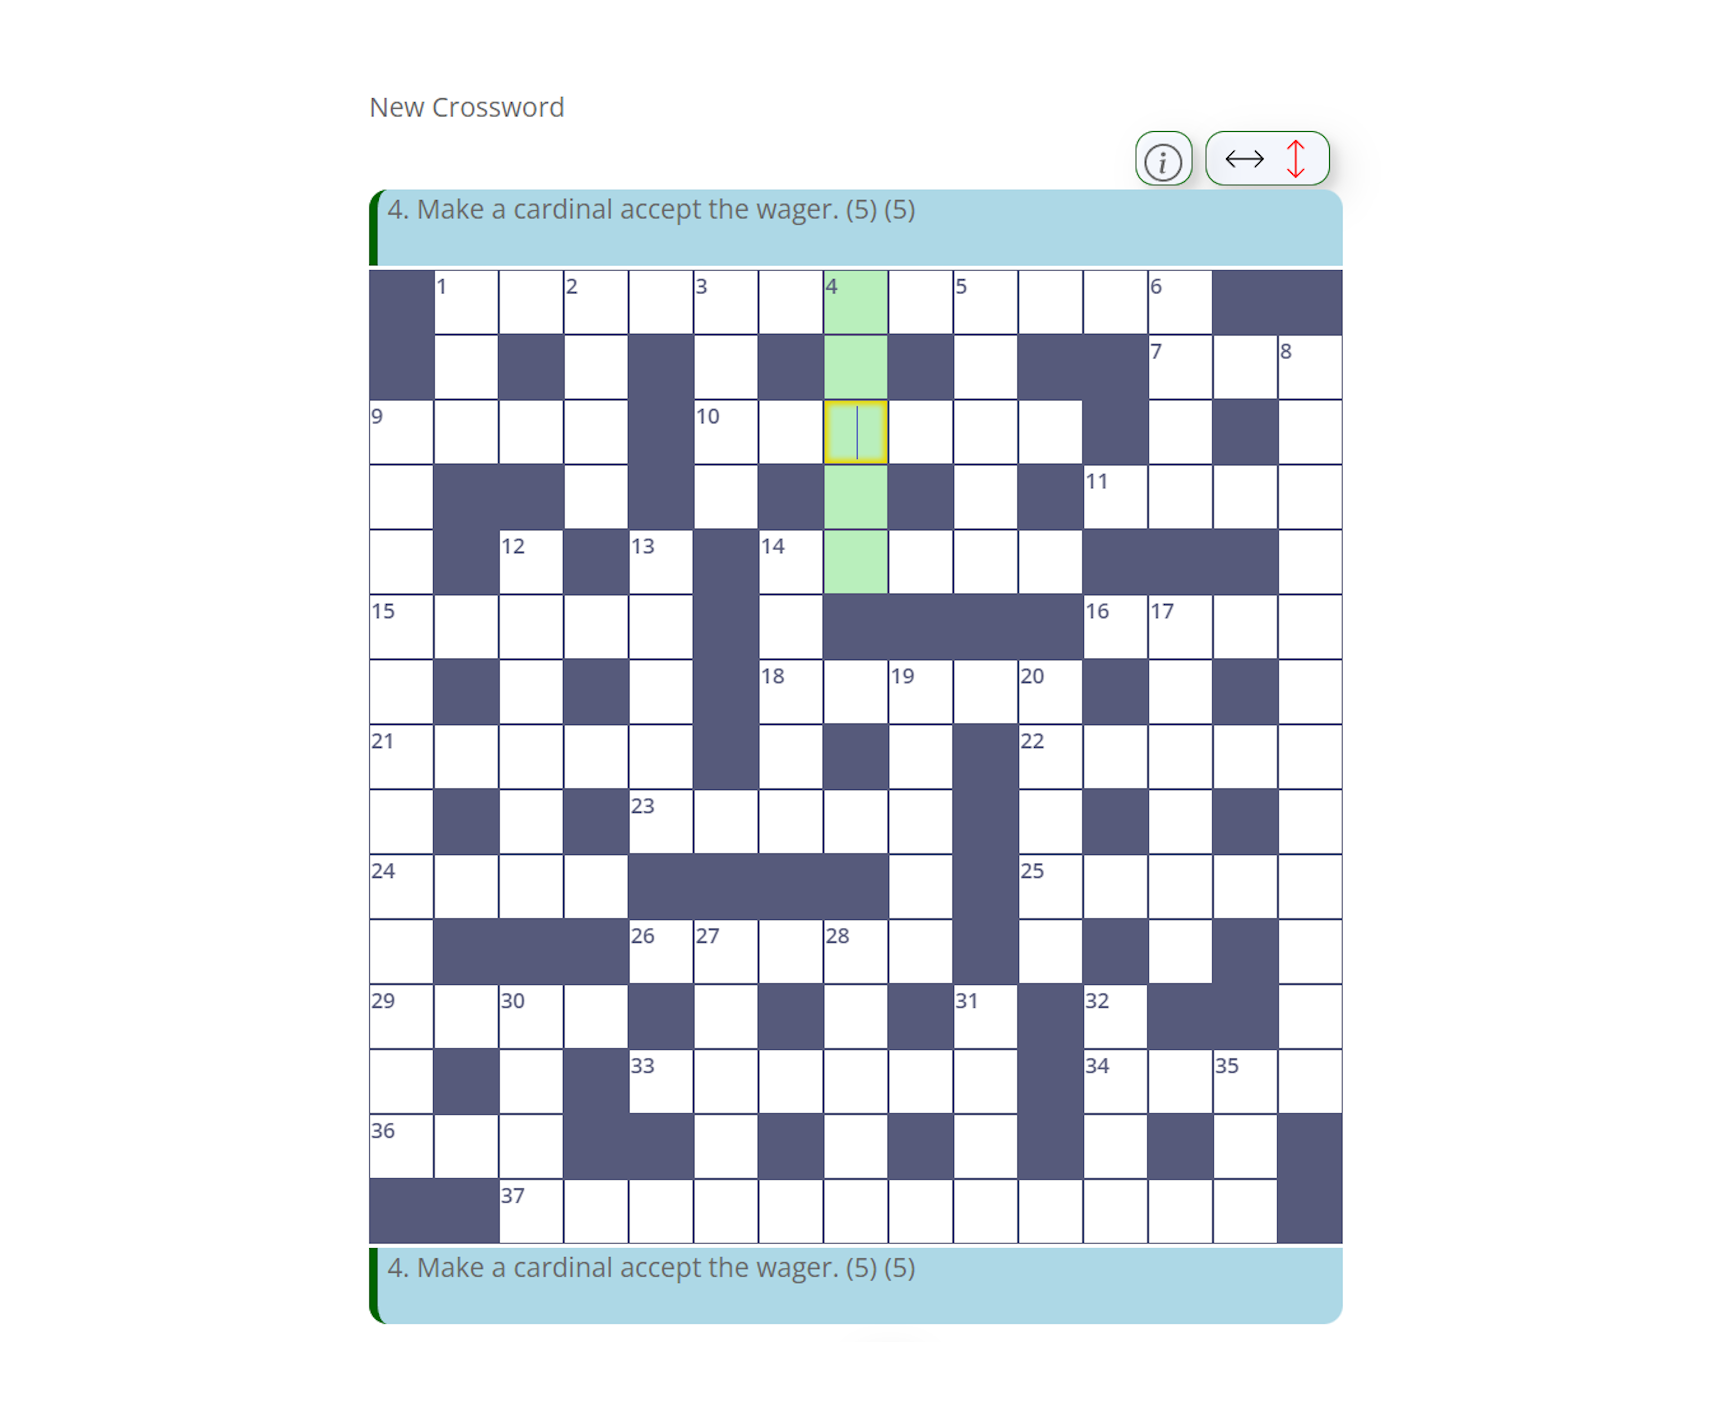 New Crossword
i
4. Make a cardinal accept the wager. (5) (5)
1 2 3 4 5 6
7 8
9 10
11
12 13 14
15 16 17
18 19 20
21 22
23
24 25
26 27 28
29 30 31 32
33 34 35
36
37
4. Make a cardinal accept the wager. (5) (5)